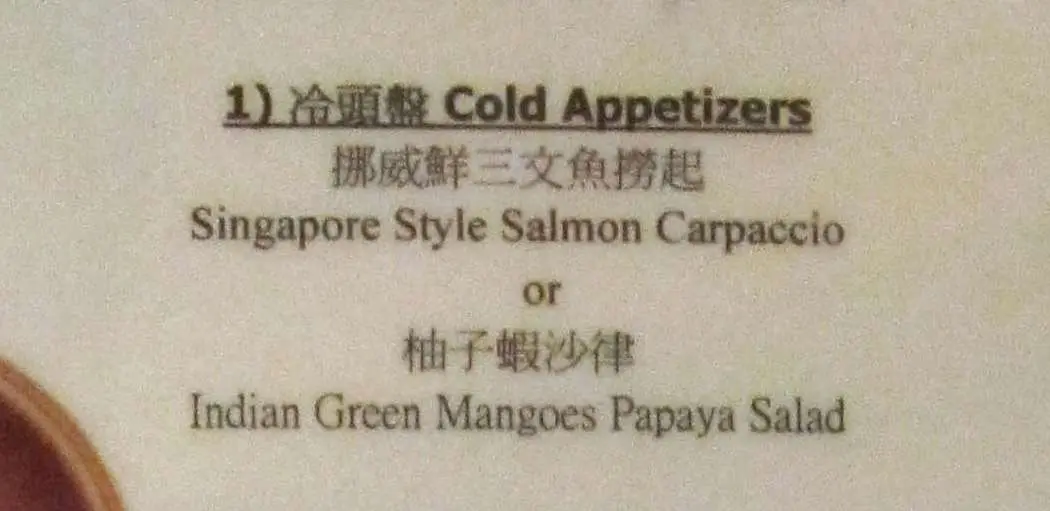 1) 冷頭盤 Cold Appetizers
挪威鮮三文魚撈起
Singapore Style Salmon Carpaccio
or
柚子蝦沙律
Indian Green Mangoes Papaya Salad